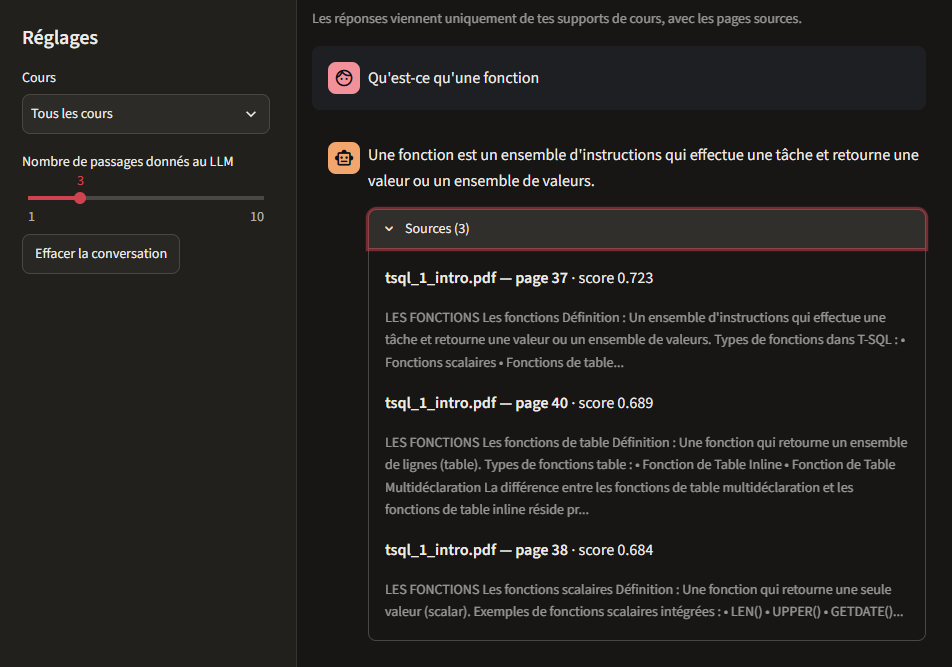 Réglages
Cours
Tous les cours
Nombre de passages donnés au LLM
3
1
10
Effacer la conversation
Les réponses viennent uniquement de tes supports de cours, avec les pages sources.
Qu'est-ce qu'une fonction
Une fonction est un ensemble d'instructions qui effectue une tâche et retourne une
valeur ou un ensemble de valeurs.
Sources (3)
tsql_1_intro.pdf — page 37 · score 0.723
LES FONCTIONS Les fonctions Définition : Un ensemble d'instructions qui effectue une
tâche et retourne une valeur ou un ensemble de valeurs. Types de fonctions dans T-SQL : •
Fonctions scalaires • Fonctions de table...
tsql_1_intro.pdf — page 40 · score 0.689
LES FONCTIONS Les fonctions de table Définition : Une fonction qui retourne un ensemble
de lignes (table). Types de fonctions table : • Fonction de Table Inline • Fonction de Table
Multidéclaration La différence entre les fonctions de table multidéclaration et les
fonctions de table inline réside pr...
tsql_1_intro.pdf — page 38 · score 0.684
LES FONCTIONS Les fonctions scalaires Définition : Une fonction qui retourne une seule
valeur (scalar). Exemples de fonctions scalaires intégrées : • LEN() • UPPER() • GETDATE()...